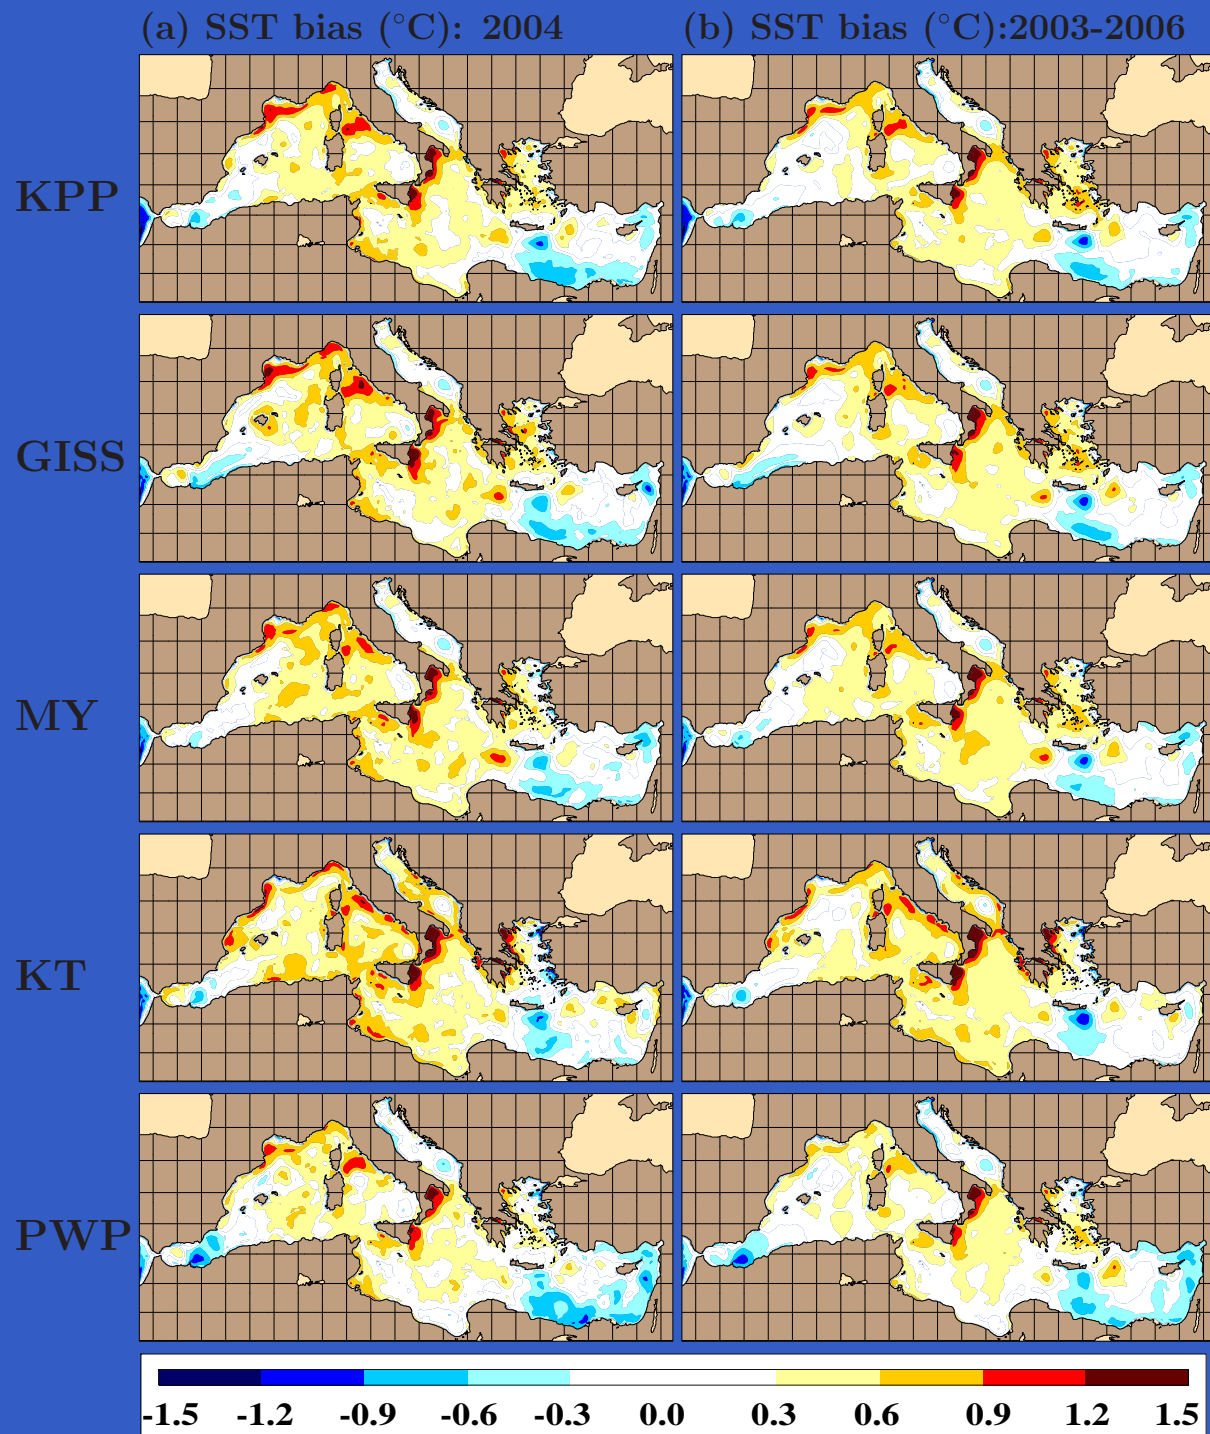 (a) SST bias (°C): 2004
(b) SST bias (°C):2003-2006
KPP
GISS
MY
KT
PWP
-1.5 -1.2 -0.9 -0.6 -0.3 0.0 0.3 0.6 0.9 1.2 1.5